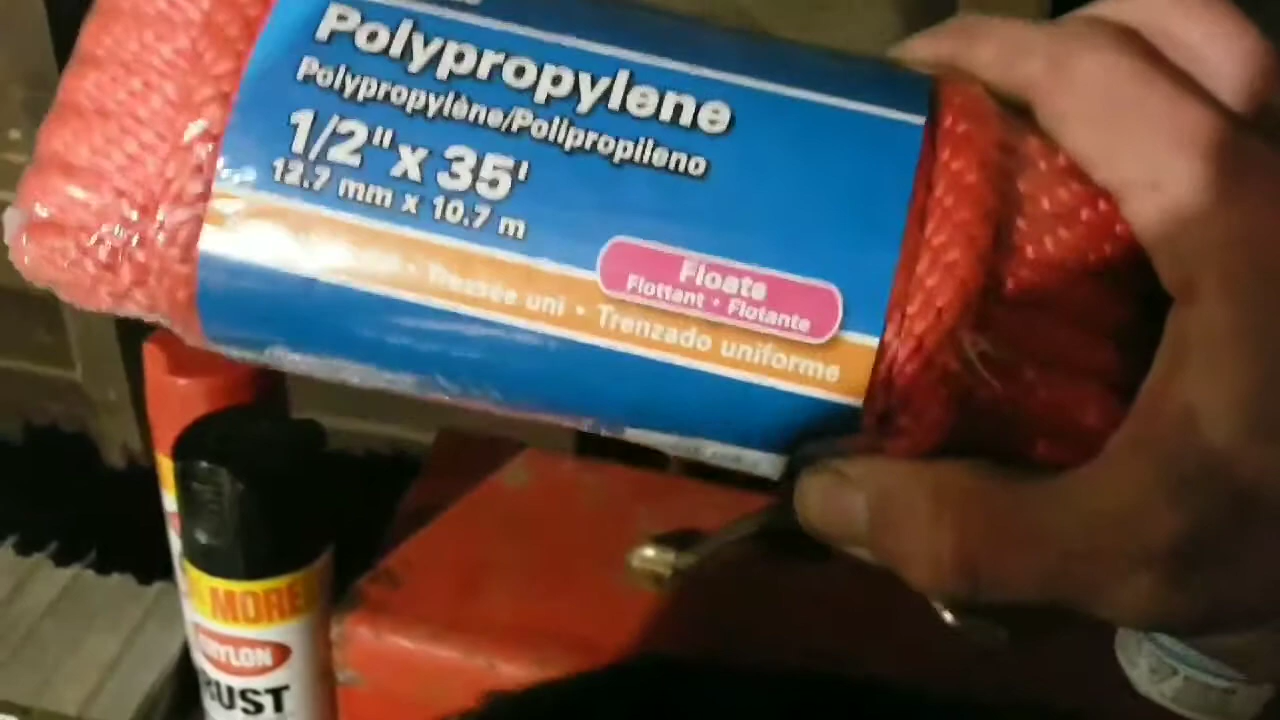 Polypropylene
Polypropylène/Polipropileno
1/2" x 35'
12.7 mm x 10.7 m
Floats
Flottant • Flotante
Tressée uni • Trenzado uniforme
MORE
RUST